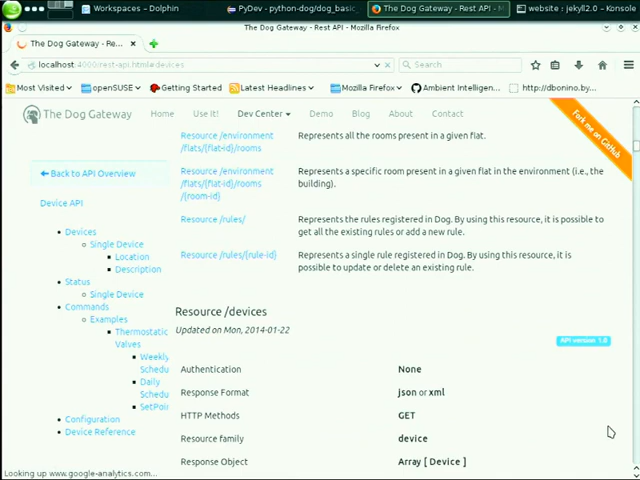 Workspaces – Dolphin
PyDev - python-dog/dog_basic_
The Dog Gateway - Rest API - M
website : jekyll2.0 – Konsole
The Dog Gateway - Rest API - Mozilla Firefox
The Dog Gateway - Rest ...
localhost:4000/rest-api.html#devices
Search
Most Visited
openSUSE
Getting Started
Latest Headlines
Mozilla Firefox
Ambient Intelligen...
http://dbonino.by...
The Dog Gateway
Home
Use It!
Dev Center
Demo
Blog
About
Contact
Fork me on GitHub
Back to API Overview
Device API
Devices
Single Device
Location
Description
Status
Single Device
Commands
Examples
Thermostatic
Valves
Weekly
Schedu
Daily
Schedu
SetPoin
Configuration
Device Reference
Resource /environment
/flats/{flat-id}/rooms
Represents all the rooms present in a given flat.
Resource /environment
/flats/{flat-id}/rooms
/{room-id}
Represents a specific room present in a given flat in the environment (i.e., the
building).
Resource /rules/
Represents the rules registered in Dog. By using this resource, it is possible to
get all the existing rules or add a new rule.
Resource /rules/{rule-id}
Represents a single rule registered in Dog. By using this resource, it is
possible to update or delete an existing rule.
Resource /devices
Updated on Mon, 2014-01-22
API version 1.0
Authentication None
Response Format json or xml
HTTP Methods GET
Resource family device
Response Object Array [ Device ]
Looking up www.google-analytics.com...